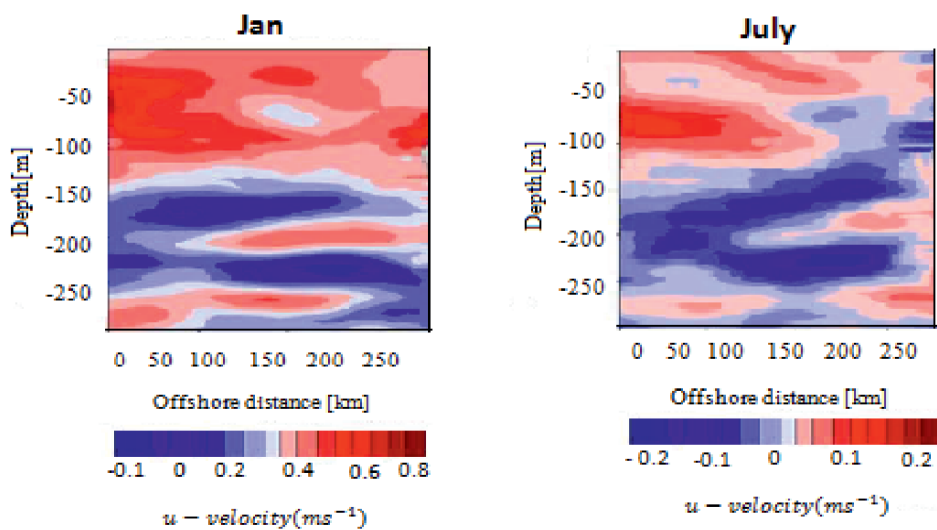 Jan
Depth[m]
-50
-100
-150
-200
-250
0 50 100 150 200 250
Offshore distance [km]
-0.1 0 0.2 0.4 0.6 0.8
u - velocity(ms⁻¹)
July
Depth[m]
-50
-100
-150
-200
-250
0 50 100 150 200 250
Offshore distance [km]
- 0.2 -0.1 0 0.1 0.2
u - velocity(ms⁻¹)